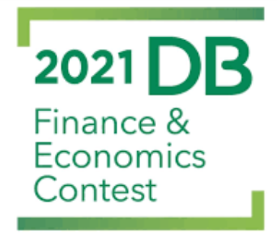 2021 DB
Finance &
Economics
Contest